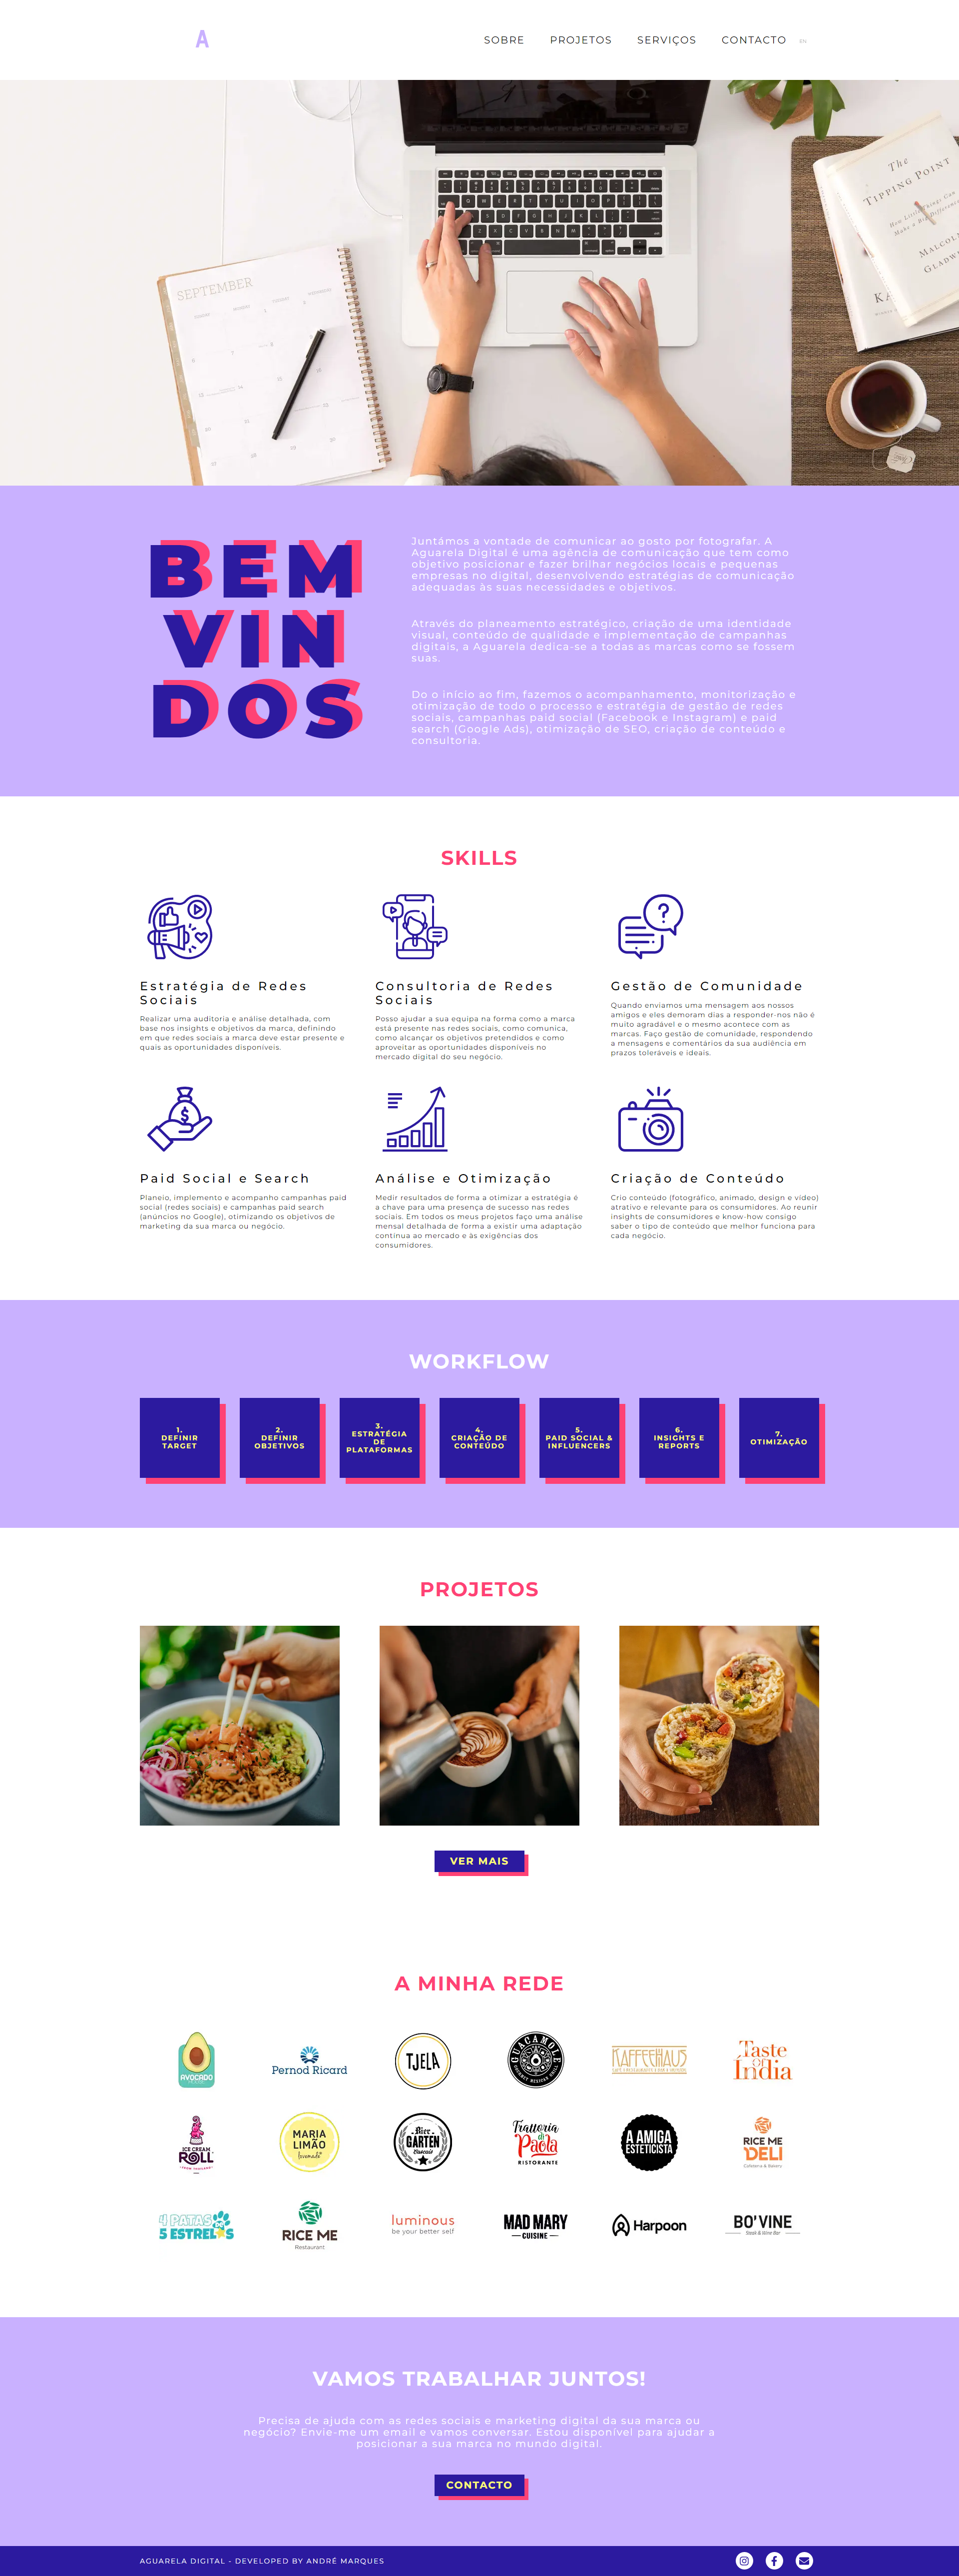 A
SOBRE PROJETOS SERVIÇOS CONTACTO EN
SEPTEMBER
The
TIPPING POINT
How Little Things Can
Make a Big Difference
BEM
VIN
DOS
Juntámos a vontade de comunicar ao gosto por fotografar. A
Aguarela Digital é uma agência de comunicação que tem como
objetivo posicionar e fazer brilhar negócios locais e pequenas
empresas no digital, desenvolvendo estratégias de comunicação
adequadas às suas necessidades e objetivos.
Através do planeamento estratégico, criação de uma identidade
visual, conteúdo de qualidade e implementação de campanhas
digitais, a Aguarela dedica-se a todas as marcas como se fossem
suas.
Do o início ao fim, fazemos o acompanhamento, monitorização e
otimização de todo o processo e estratégia de gestão de redes
sociais, campanhas paid social (Facebook e Instagram) e paid
search (Google Ads), otimização de SEO, criação de conteúdo e
consultoria.
SKILLS
Estratégia de Redes
Sociais
Realizar uma auditoria e análise detalhada, com
base nos insights e objetivos da marca, definindo
em que redes sociais a marca deve estar presente e
quais as oportunidades disponíveis.
Consultoria de Redes
Sociais
Posso ajudar a sua equipa na forma como a marca
está presente nas redes sociais, como comunica,
como alcançar os objetivos pretendidos e como
aproveitar as oportunidades disponíveis no
mercado digital do seu negócio.
Gestão de Comunidade
Quando enviamos uma mensagem aos nossos
amigos e eles demoram dias a responder-nos não é
muito agradável e o mesmo acontece com as
marcas. Faço gestão de comunidade, respondendo
a mensagens e comentários da sua audiência em
prazos toleráveis e ideais.
Paid Social e Search
Planeio, implemento e acompanho campanhas paid
social (redes sociais) e campanhas paid search
(anúncios no Google), otimizando os objetivos de
marketing da sua marca ou negócio.
Análise e Otimização
Medir resultados de forma a otimizar a estratégia é
a chave para uma presença de sucesso nas redes
sociais. Em todos os meus projetos faço uma análise
mensal detalhada de forma a existir uma adaptação
contínua ao mercado e às exigências dos
consumidores.
Criação de Conteúdo
Crio conteúdo (fotográfico, animado, design e vídeo)
atrativo e relevante para os consumidores. Ao reunir
insights de consumidores e know-how consigo
saber o tipo de conteúdo que melhor funciona para
cada negócio.
WORKFLOW
1.
DEFINIR
TARGET
2.
DEFINIR
OBJETIVOS
3.
ESTRATÉGIA
DE
PLATAFORMAS
4.
CRIAÇÃO DE
CONTEÚDO
5.
PAID SOCIAL &
INFLUENCERS
6.
INSIGHTS E
REPORTS
7.
OTIMIZAÇÃO
PROJETOS
VER MAIS
A MINHA REDE
AVOCADO
Pernod Ricard
TJELA
GUACAMOLE
GOURMET MEXICAN GRILL
KAFFEEHAUS
Taste
OF
India
ICE CREAM
ROLL
MARIA
LIMÃO
Bier
GARTEN
Trattoria
di
Paola
RISTORANTE
A AMIGA
ESTETICISTA
RICE ME
DELI
Cafeteria & Bakery
4 PATAS
5 ESTRELAS
RICE ME
Restaurant
luminous
be your better self
MAD MARY
CUISINE
Harpoon
BO'VINE
Steak & Wine Bar
VAMOS TRABALHAR JUNTOS!
Precisa de ajuda com as redes sociais e marketing digital da sua marca ou
negócio? Envie-me um email e vamos conversar. Estou disponível para ajudar a
posicionar a sua marca no mundo digital.
CONTACTO
AGUARELA DIGITAL - DEVELOPED BY ANDRÉ MARQUES